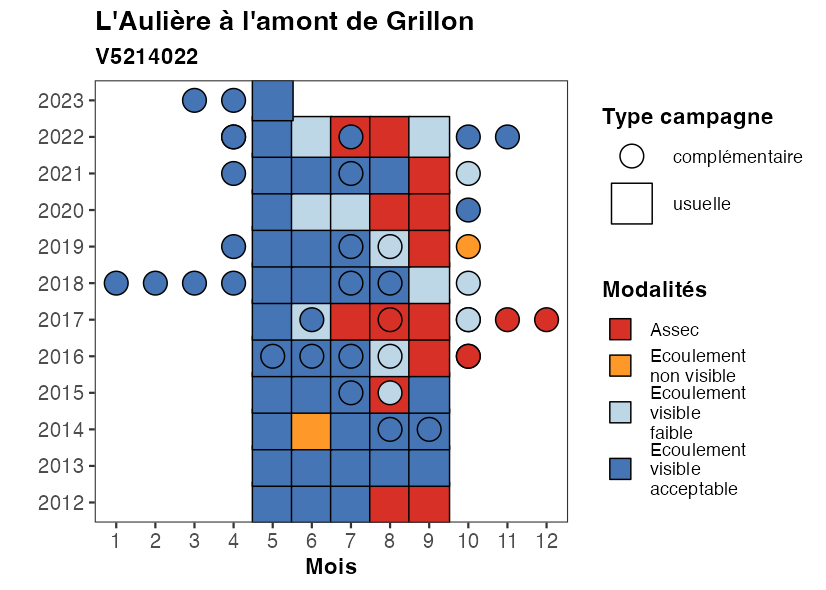 L'Aulière à l'amont de Grillon
V5214022
2023
2022
2021
2020
2019
2018
2017
2016
2015
2014
2013
2012
1 2 3 4 5 6 7 8 9 10 11 12
Mois
Type campagne
complémentaire
usuelle
Modalités
Assec
Ecoulement
non visible
Ecoulement
visible
faible
Ecoulement
visible
acceptable